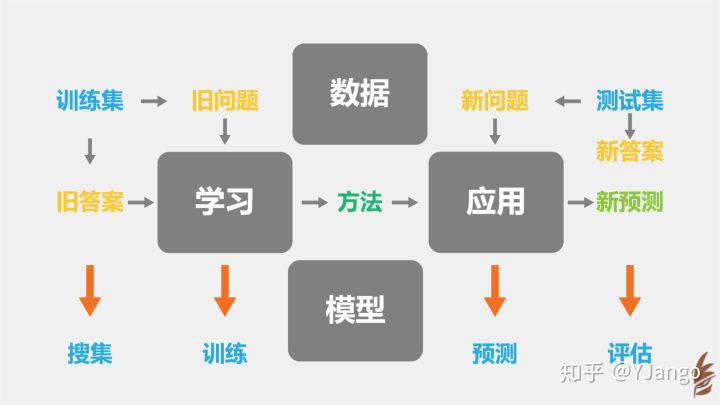 数据
训练集
旧问题
新问题
测试集
新答案
旧答案
学习
方法
应用
新预测
模型
搜集
训练
预测
评估
知乎 @YJango